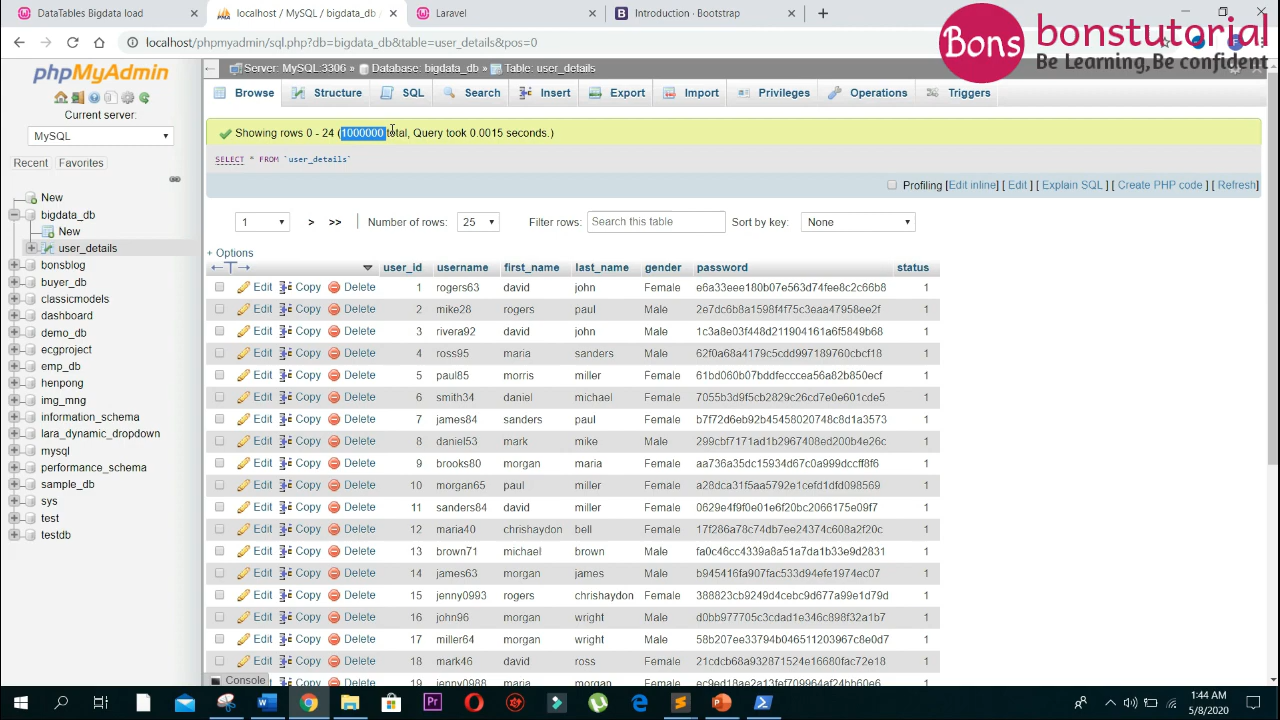 DataTables Bigdata load
localhost / MySQL / bigdata_db /
Laravel
Introduction · Bootstrap
localhost/phpmyadmin/sql.php?db=bigdata_db&table=user_details&pos=0
Bons
bonstutorial
Be Learning,Be confident
phpMyAdmin
Current server:
MySQL
Recent
Favorites
New
bigdata_db
New
user_details
bonsblog
buyer_db
classicmodels
dashboard
demo_db
ecgproject
emp_db
henpong
img_mng
information_schema
lara_dynamic_dropdown
mysql
performance_schema
sample_db
sys
test
testdb
Server: MySQL:3306 » Database: bigdata_db » Table: user_details
Browse Structure SQL Search Insert Export Import Privileges Operations Triggers
Showing rows 0 - 24 (1000000 total, Query took 0.0015 seconds.)
SELECT * FROM `user_details`
Profiling [Edit inline] [ Edit ] [ Explain SQL ] [ Create PHP code ] [ Refresh]
1 > >> Number of rows: 25 Filter rows: Search this table Sort by key: None
+ Options
user_id username first_name last_name gender password status
Edit Copy Delete 1 rogers63 david john Female e6a33eee180b07e563d74fee8c2c66b8 1
Edit Copy Delete 2 mike28 rogers paul Male 2e7dc6b8a1598f4f75c3eaa47958ee2f 1
Edit Copy Delete 3 rivera92 david john Male 1c3a8e03f448d211904161a6f5849b68 1
Edit Copy Delete 4 ross95 maria sanders Male 62f0a68a4179c5cdd997189760cbcf18 1
Edit Copy Delete 5 paul85 morris miller Female 61bd060b07bddfecccea56a82b850ecf 1
Edit Copy Delete 6 smith34 daniel michael Female 7055b3d9f5cb2829c26cd7e0e601cde5 1
Edit Copy Delete 7 james84 sanders paul Female b7f72d6eb92b45458020748c8d1a3573 1
Edit Copy Delete 8 daniel53 mark mike Male 299cbf7171ad1b2967408ed200b4e26c 1
Edit Copy Delete 9 brooks80 morgan maria Female aa736a35dc15934d67c0a999dccff8f6 1
Edit Copy Delete 10 morgan65 paul miller Female a28dca31f5aa5792e1cefd1dfd098569 1
Edit Copy Delete 11 sanders84 david miller Female 0629e4f9f0e01e6f20bc2066175e09f7 1
Edit Copy Delete 12 maria40 chrishaydon bell Female 17f286a78c74db7ee24374c608a2f20c 1
Edit Copy Delete 13 brown71 michael brown Male fa0c46cc4339a8a51a7da1b33e9d2831 1
Edit Copy Delete 14 james63 morgan james Male b945416fa907fac533d94efe1974ec07 1
Edit Copy Delete 15 jenny0993 rogers chrishaydon Female 388823cb9249d4cebc9d677a99e1d79d 1
Edit Copy Delete 16 john96 morgan wright Male d0bb977705c3cdad1e346c898f32a1b7 1
Edit Copy Delete 17 miller64 morgan wright Male 58b207ee33794b046511203967c8e0d7 1
Edit Copy Delete 18 mark46 david ross Female 21cdcb68a932871524e16680fac72e18 1
Edit Copy Delete 19 jenny0988 morgan Female ec9ed18ae2a13fef709964af24bb60ef 1
Console
1:44 AM
5/8/2020